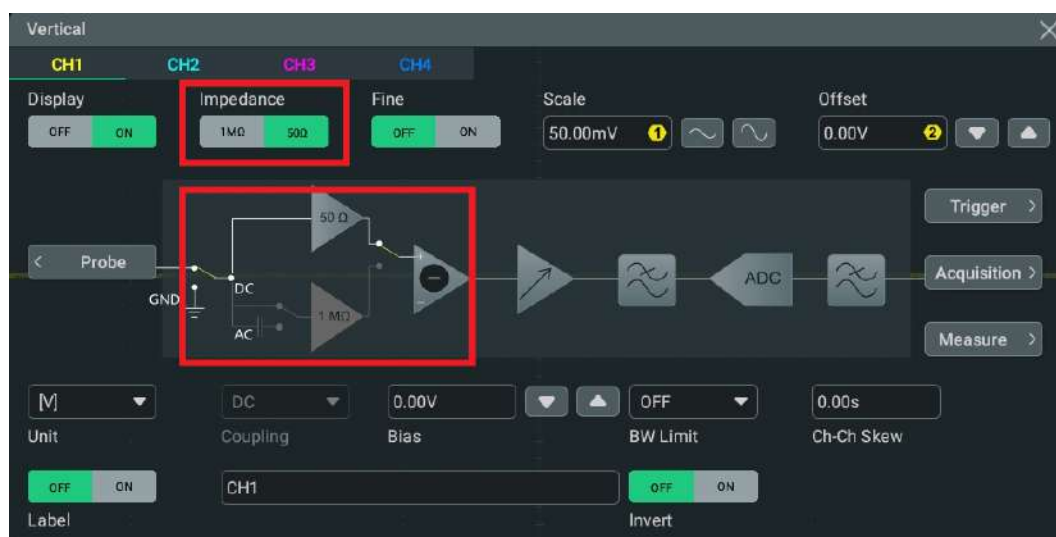 Vertical
CH1 CH2 CH3 CH4
Display Impedance Fine Scale Offset
OFF ON 1MΩ 50Ω OFF ON 50.00mV 1 0.00V 2
50 Ω
Trigger >
< Probe Acquisition >
DC ADC
GND
1 MΩ
AC
Measure >
[V] DC 0.00V OFF 0.00s
Unit Coupling Bias BW Limit Ch-Ch Skew
OFF ON CH1 OFF ON
Label Invert